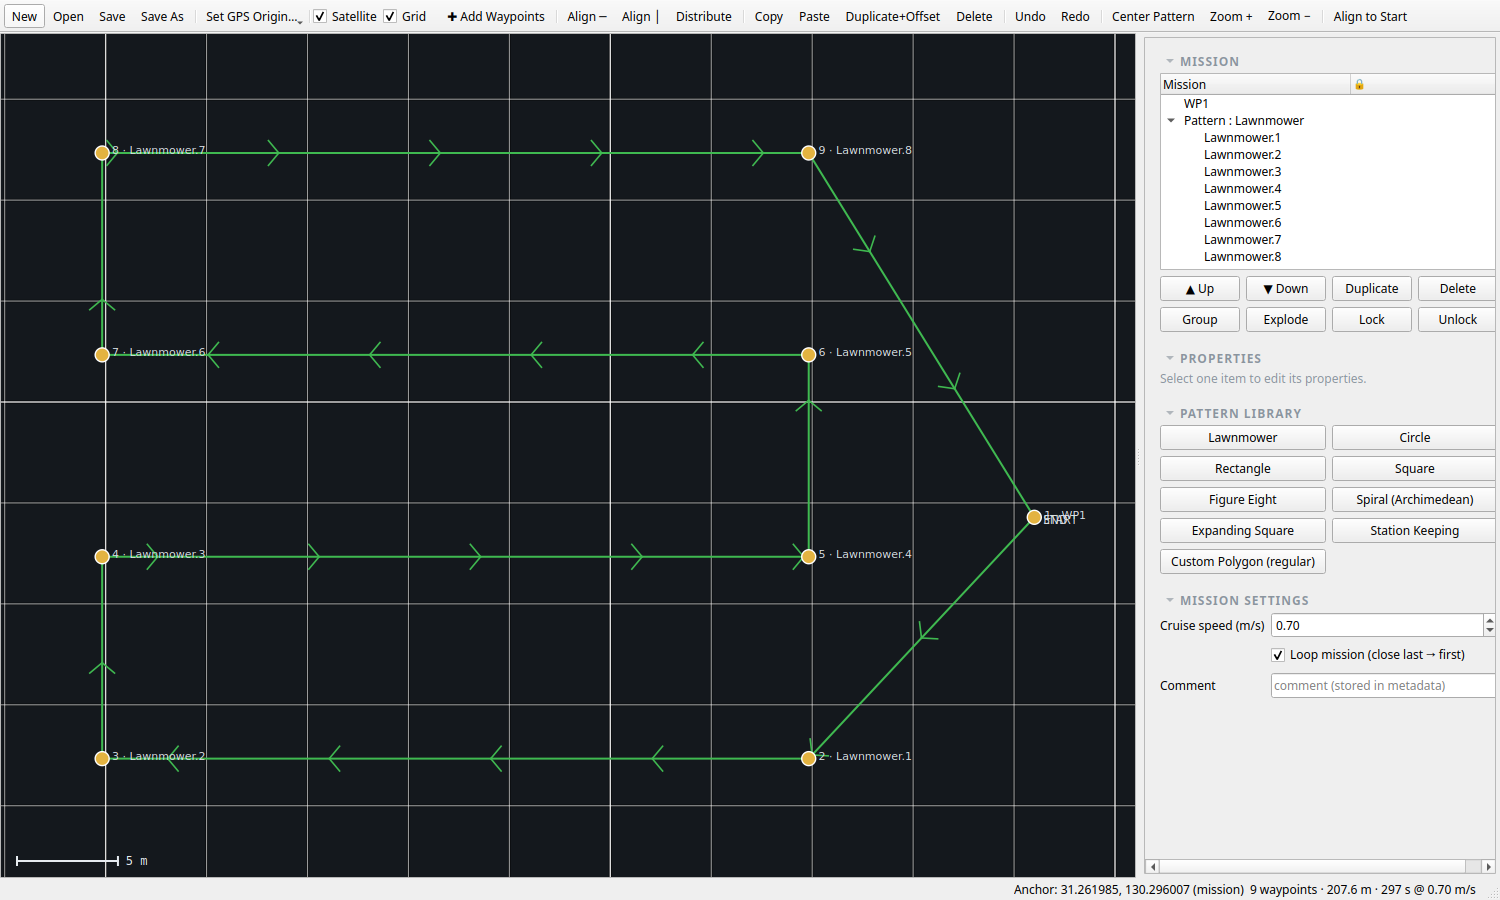 New Open Save Save As Set GPS Origin... Satellite Grid + Add Waypoints Align − Align | Distribute Copy Paste Duplicate+Offset Delete Undo Redo Center Pattern Zoom + Zoom − Align to Start
8 · Lawnmower.7
9 · Lawnmower.8
7 · Lawnmower.6
6 · Lawnmower.5
1 · WP1
4 · Lawnmower.3
5 · Lawnmower.4
3 · Lawnmower.2
2 · Lawnmower.1
5 m
MISSION
Mission
WP1
Pattern : Lawnmower
Lawnmower.1
Lawnmower.2
Lawnmower.3
Lawnmower.4
Lawnmower.5
Lawnmower.6
Lawnmower.7
Lawnmower.8
▲ Up ▼ Down Duplicate Delete
Group Explode Lock Unlock
PROPERTIES
Select one item to edit its properties.
PATTERN LIBRARY
Lawnmower Circle
Rectangle Square
Figure Eight Spiral (Archimedean)
Expanding Square Station Keeping
Custom Polygon (regular)
MISSION SETTINGS
Cruise speed (m/s) 0.70
Loop mission (close last → first)
Comment comment (stored in metadata)
Anchor: 31.261985, 130.296007 (mission) 9 waypoints · 207.6 m · 297 s @ 0.70 m/s